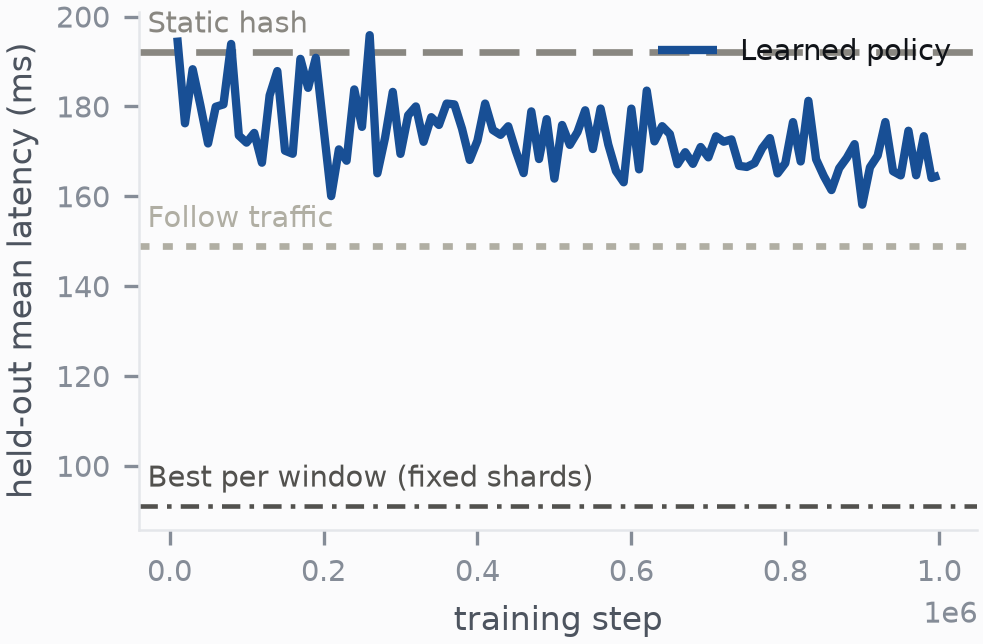 held-out mean latency (ms)
200
180
160
140
120
100
Static hash
Learned policy
Follow traffic
Best per window (fixed shards)
0.0 0.2 0.4 0.6 0.8 1.0
1e6
training step